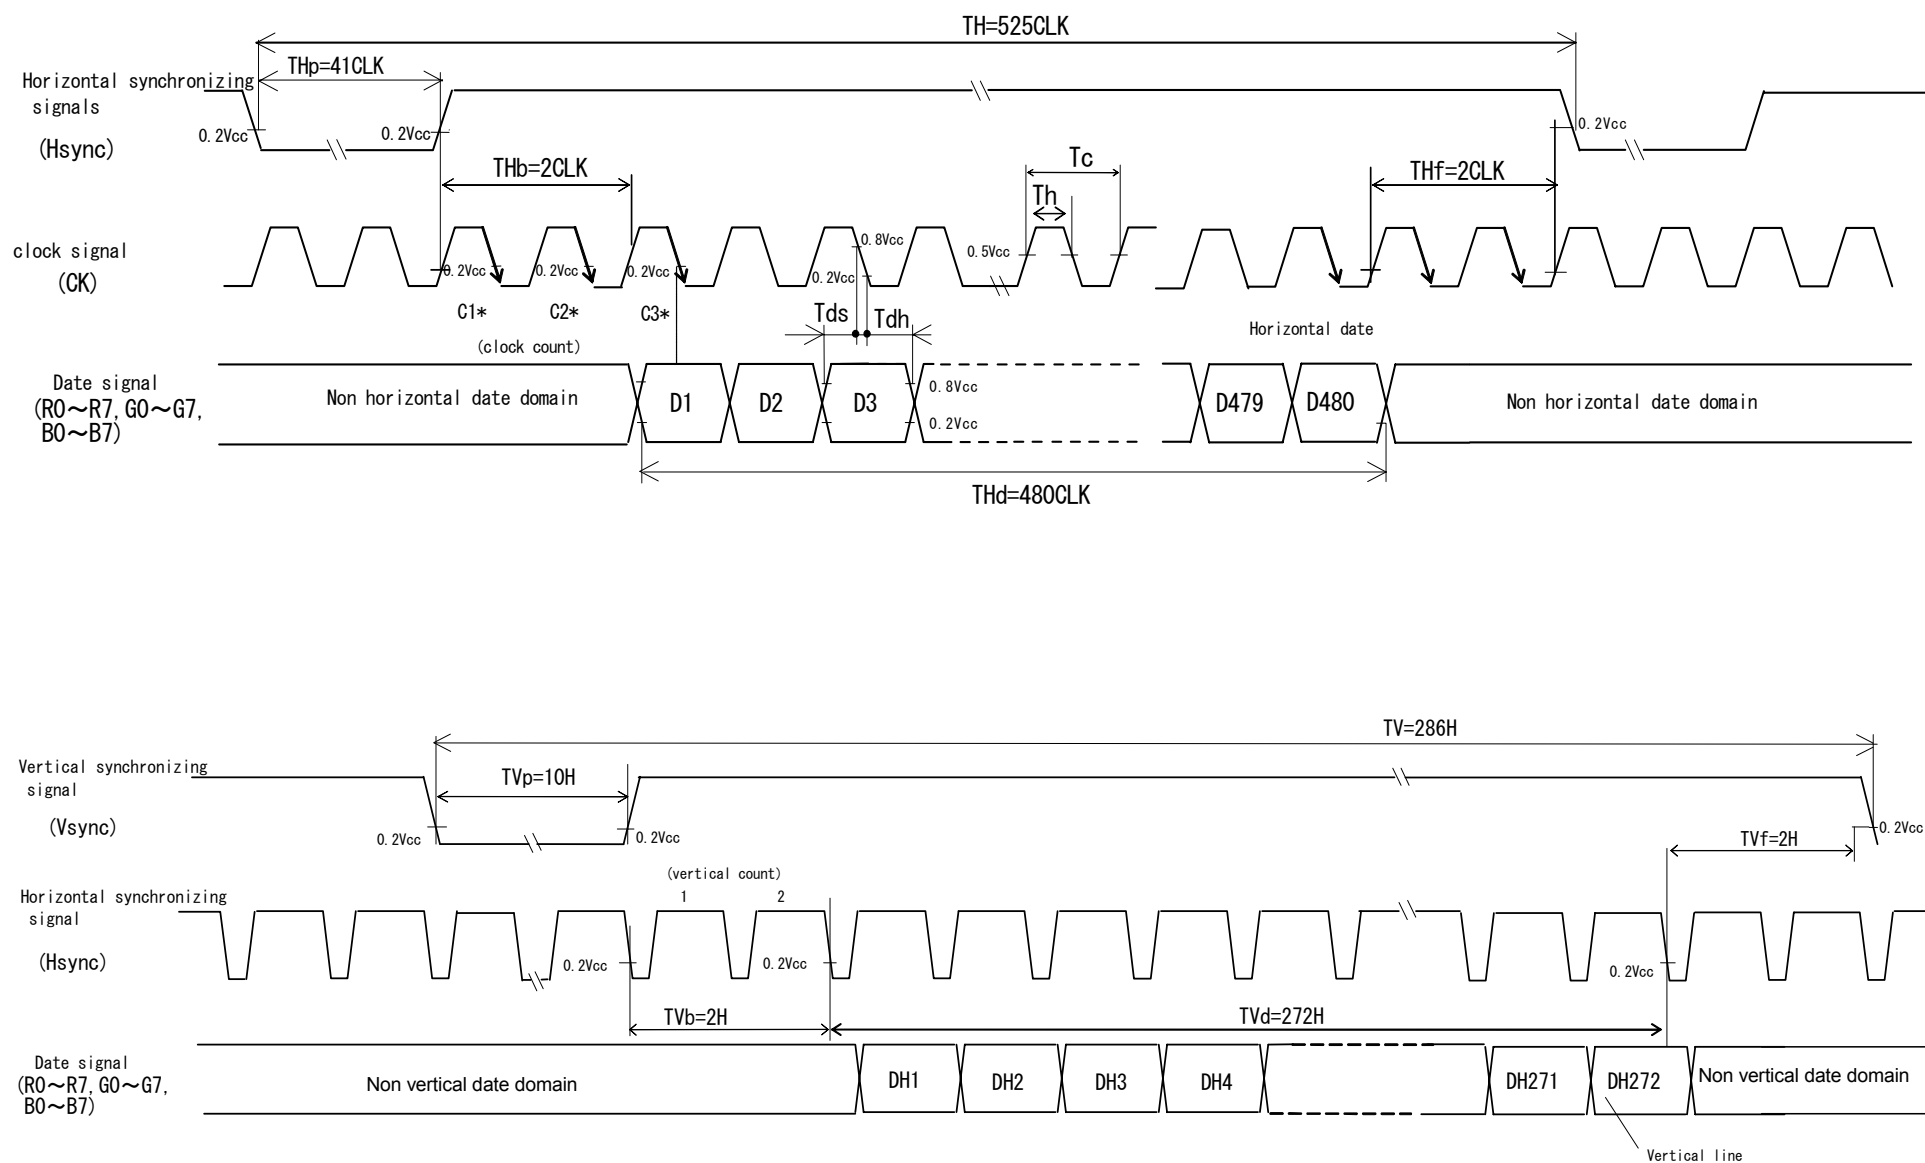 TH=525CLK
THp=41CLK
Horizontal synchronizing
signals
(Hsync)
0.2Vcc
0.2Vcc
0.2Vcc
THb=2CLK
Tc
Th
THf=2CLK
clock signal
(CK)
0.2Vcc
0.2Vcc
0.2Vcc
0.8Vcc
0.2Vcc
0.5Vcc
C1*
C2*
C3*
(clock count)
Tds
Tdh
Horizontal date
Date signal
(R0～R7, G0～G7,
B0～B7)
Non horizontal date domain
D1
D2
D3
0.8Vcc
0.2Vcc
D479
D480
Non horizontal date domain
THd=480CLK
TV=286H
Vertical synchronizing
signal
(Vsync)
TVp=10H
0.2Vcc
0.2Vcc
0.2Vcc
TVf=2H
(vertical count)
1
2
Horizontal synchronizing
signal
(Hsync)
0.2Vcc
0.2Vcc
0.2Vcc
TVb=2H
TVd=272H
Date signal
(R0～R7, G0～G7,
B0～B7)
Non vertical date domain
DH1
DH2
DH3
DH4
DH271
DH272
Non vertical date domain
Vertical line